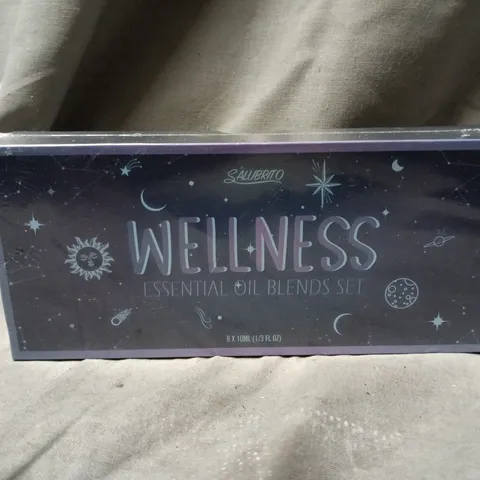 SALUBRITO
WELLNESS
ESSENTIAL OIL BLENDS SET
8 X 10ML (1/3 FL OZ)